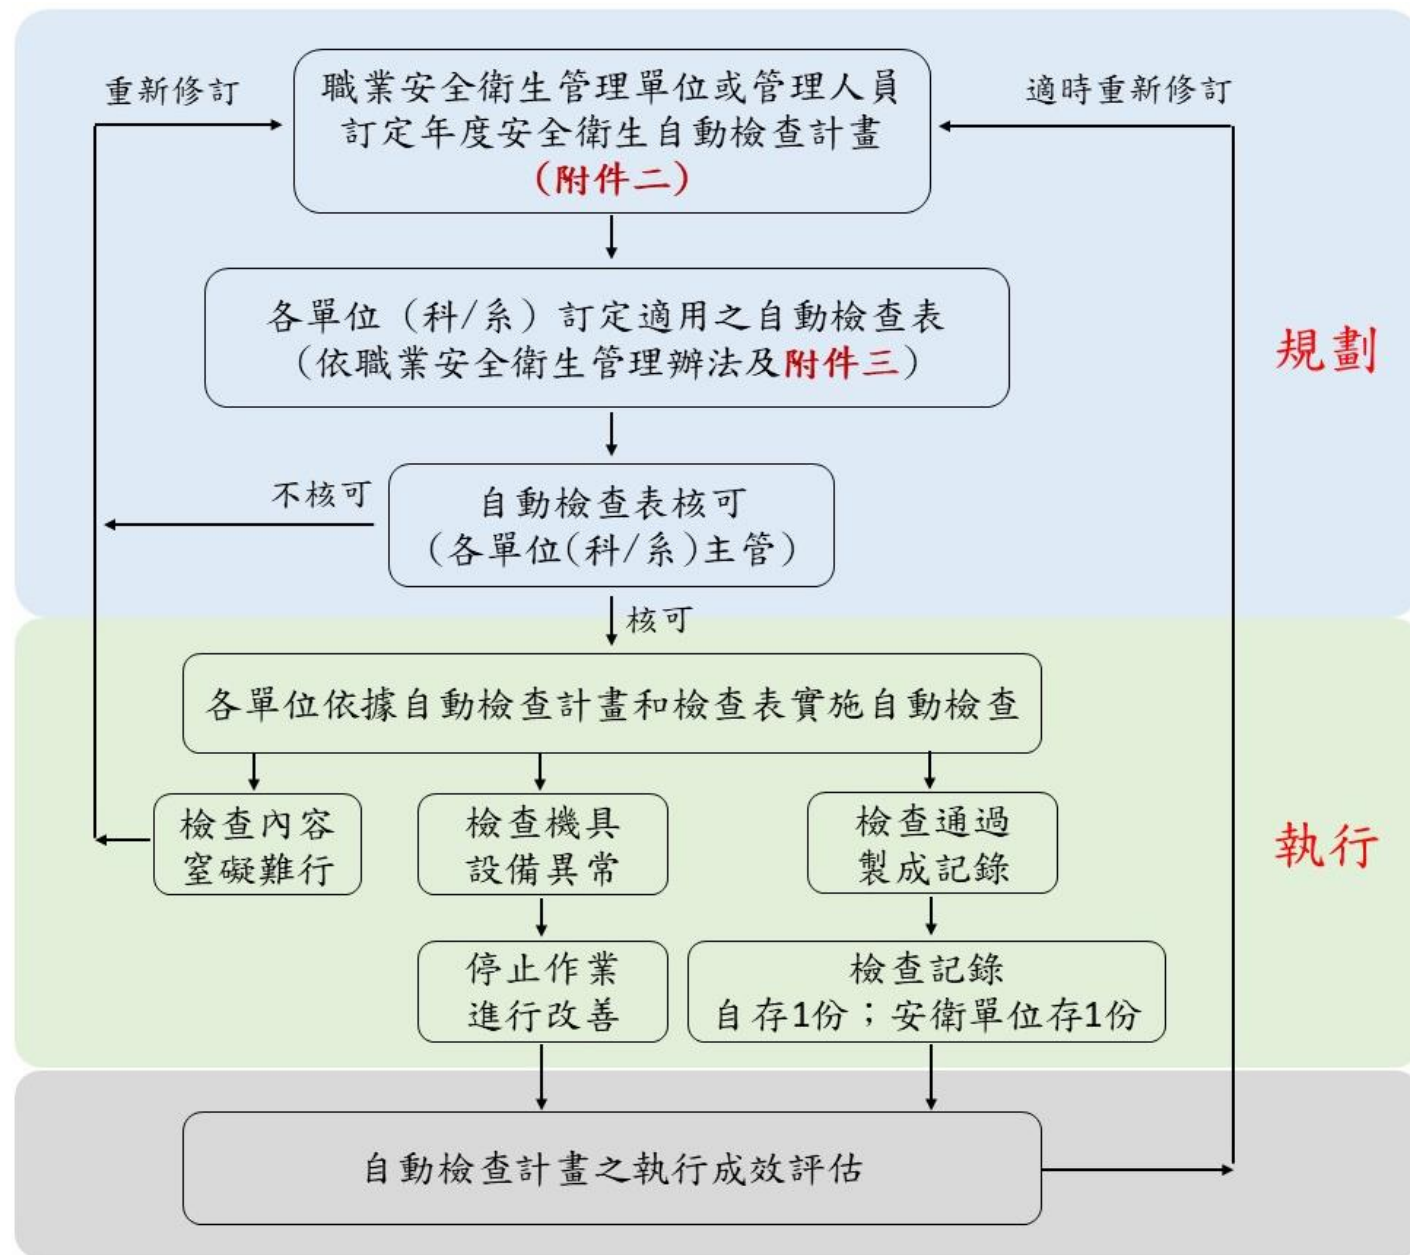 重新修訂
職業安全衛生管理單位或管理人員
訂定年度安全衛生自動檢查計畫
(附件二)
適時重新修訂
各單位（科/系）訂定適用之自動檢查表
(依職業安全衛生管理辦法及附件三)
規劃
不核可
自動檢查表核可
(各單位(科/系)主管)
核可
各單位依據自動檢查計畫和檢查表實施自動檢查
檢查內容
窒礙難行
檢查機具
設備異常
檢查通過
製成記錄
執行
停止作業
進行改善
檢查記錄
自存1份；安衛單位存1份
自動檢查計畫之執行成效評估